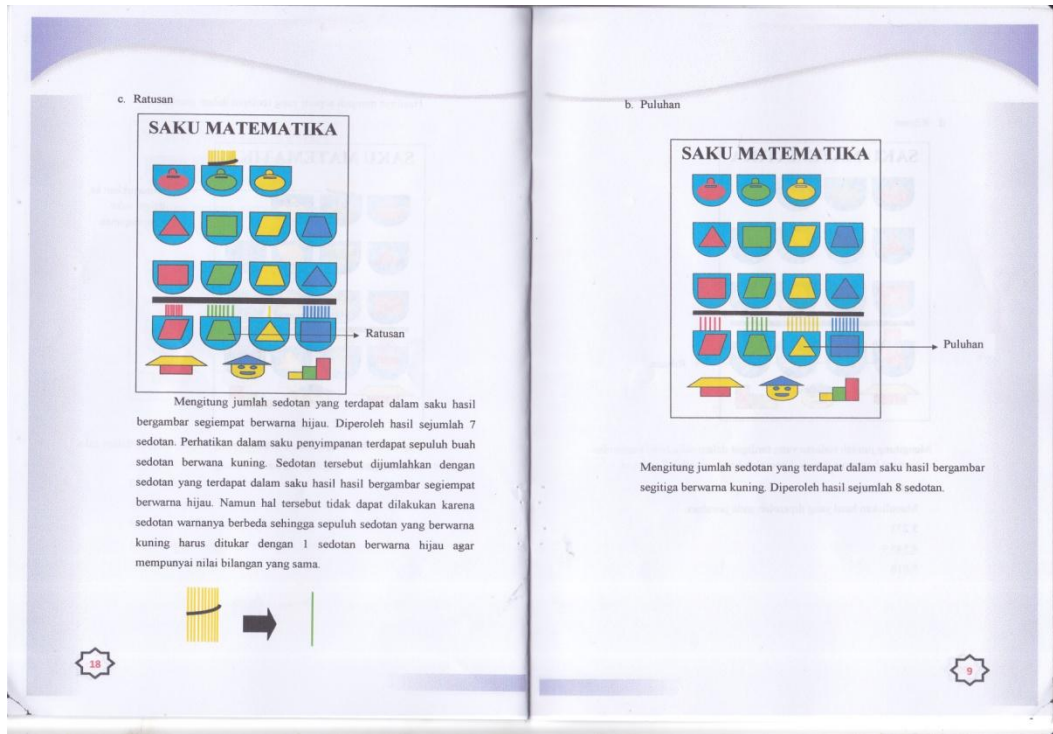 c. Ratusan
SAKU MATEMATIKA
Ratusan
Mengitung jumlah sedotan yang terdapat dalam saku hasil
bergambar segiempat berwarna hijau. Diperoleh hasil sejumlah 7
sedotan. Perhatikan dalam saku penyimpanan terdapat sepuluh buah
sedotan berwana kuning. Sedotan tersebut dijumlahkan dengan
sedotan yang terdapat dalam saku hasil hasil bergambar segiempat
berwarna hijau. Namun hal tersebut tidak dapat dilakukan karena
sedotan warnanya berbeda sehingga sepuluh sedotan yang berwarna
kuning harus ditukar dengan 1 sedotan berwarna hijau agar
mempunyai nilai bilangan yang sama.
18
b. Puluhan
SAKU MATEMATIKA
Puluhan
Mengitung jumlah sedotan yang terdapat dalam saku hasil bergambar
segitiga berwarna kuning. Diperoleh hasil sejumlah 8 sedotan.
9